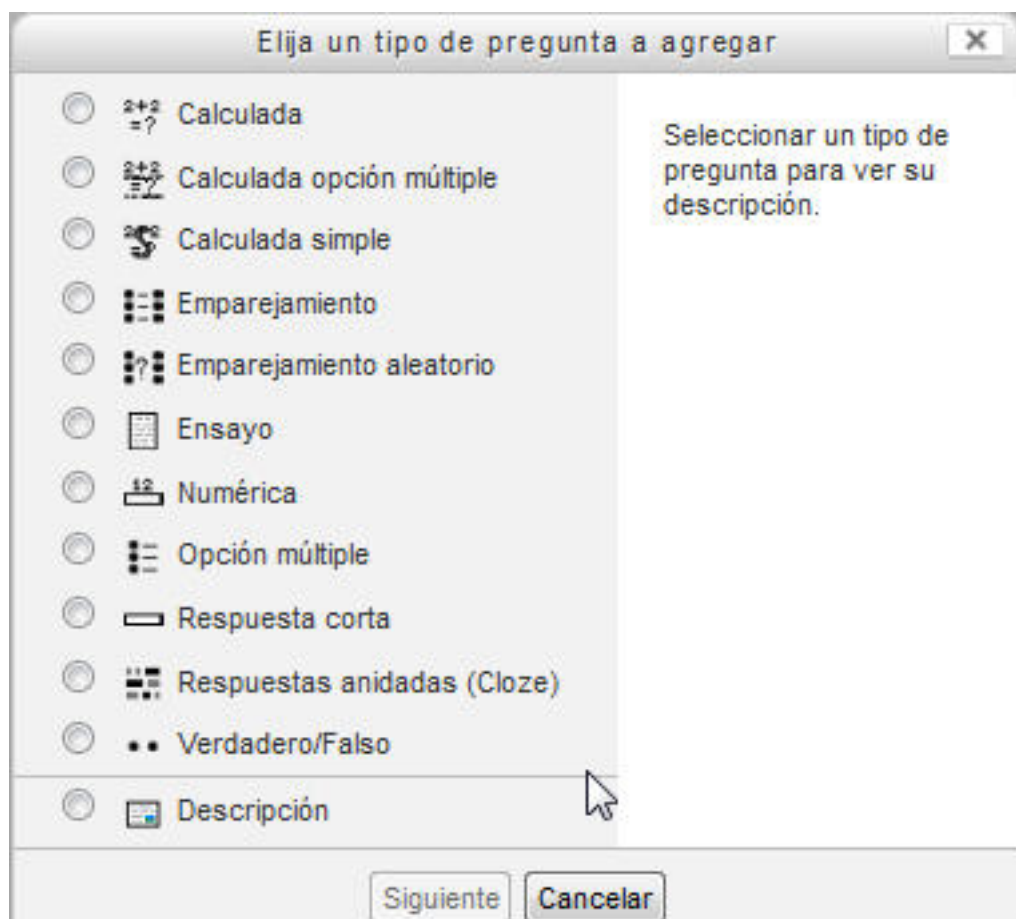 Elija un tipo de pregunta a agregar
Calculada
Calculada opción múltiple
Calculada simple
Emparejamiento
Emparejamiento aleatorio
Ensayo
Numérica
Opción múltiple
Respuesta corta
Respuestas anidadas (Cloze)
Verdadero/Falso
Descripción
Seleccionar un tipo de
pregunta para ver su
descripción.
Siguiente Cancelar